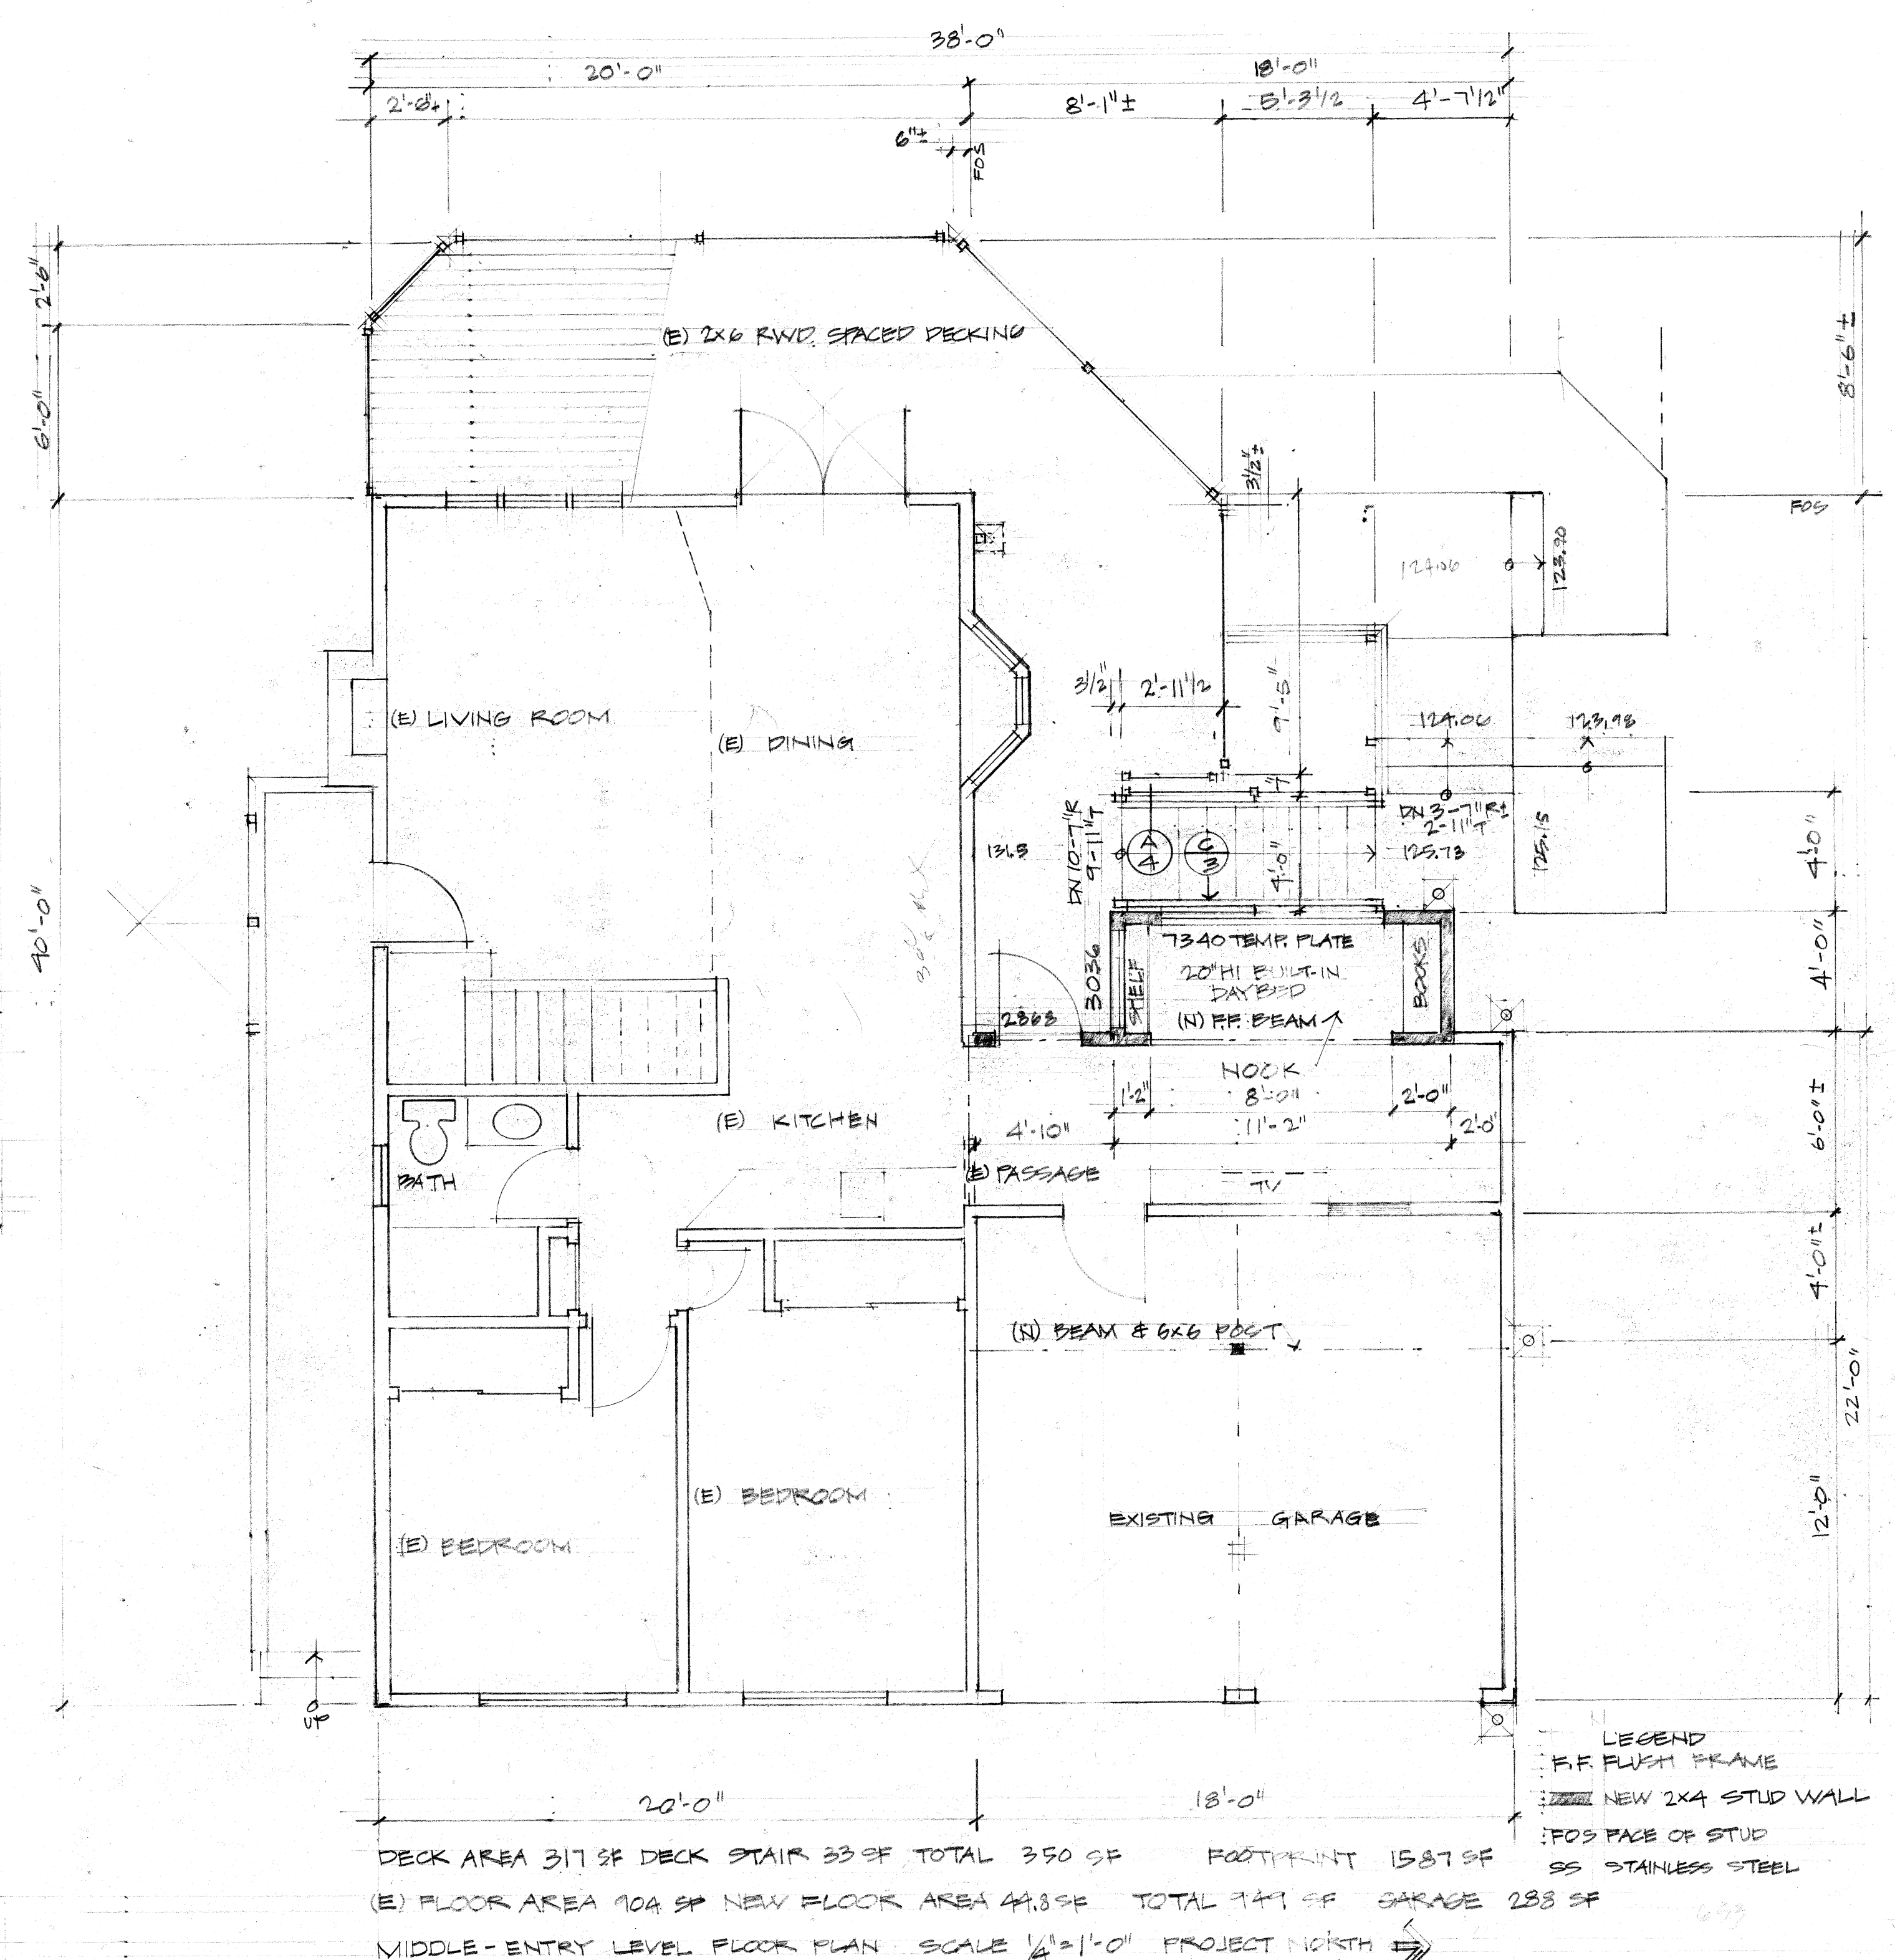 38'-0"
20'-0"
18'-0"
8'-1"±
5'-3 1/2
4'-7 1/2"
6"±
FOS
2'-6"
8'-6"±
(E) 2X6 RWD. SPACED DECKING
6'-0"
3 1/2"±
FOS
124.06
123.90
3 1/2"
2'-11 1/2
9'-5"
(E) LIVING ROOM
(E) DINING
124.06
123.98
7"
DN 10-7"R
9-11"T
DN 3-7"R±
2-11"T
125.73
125.15
A
4
C
3
4'-0"
4'-0"
40'-0"
3036
SHELF
7340 TEMP. PLATE
20" HI BUILT-IN
DAYBED
(N) F.F. BEAM
BOOKS
4'-0"
2868
NOOK
1'-2"
8'-0"
2'-0"
4'-10"
11'-2"
2'-0"
6'-0"±
(E) KITCHEN
(E) PASSAGE
TV
BATH
4'-0"±
(N) BEAM & 6X6 POST
22'-0"
(E) BEDROOM
EXISTING GARAGE
12'-0"
(E) BEDROOM
UP
LEGEND
F.F. FLUSH FRAME
NEW 2X4 STUD WALL
FOS FACE OF STUD
SS STAINLESS STEEL
20'-0"
18'-0"
DECK AREA 317 SF DECK STAIR 33 SF TOTAL 350 SF FOOTPRINT 1587 SF
(E) FLOOR AREA 904 SF NEW FLOOR AREA 44.8 SF TOTAL 949 SF GARAGE 288 SF
MIDDLE-ENTRY LEVEL FLOOR PLAN SCALE 1/4"=1'-0" PROJECT NORTH